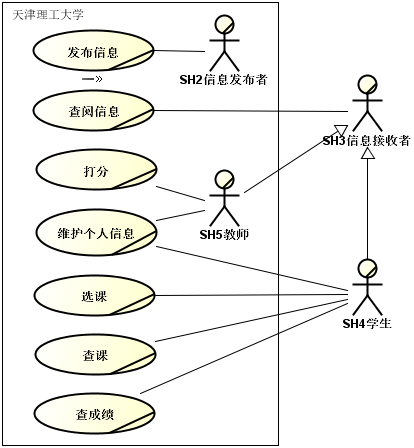 天津理工大学
发布信息
SH2信息发布者
查阅信息
SH3信息接收者
打分
SH5教师
维护个人信息
选课
SH4学生
查课
查成绩